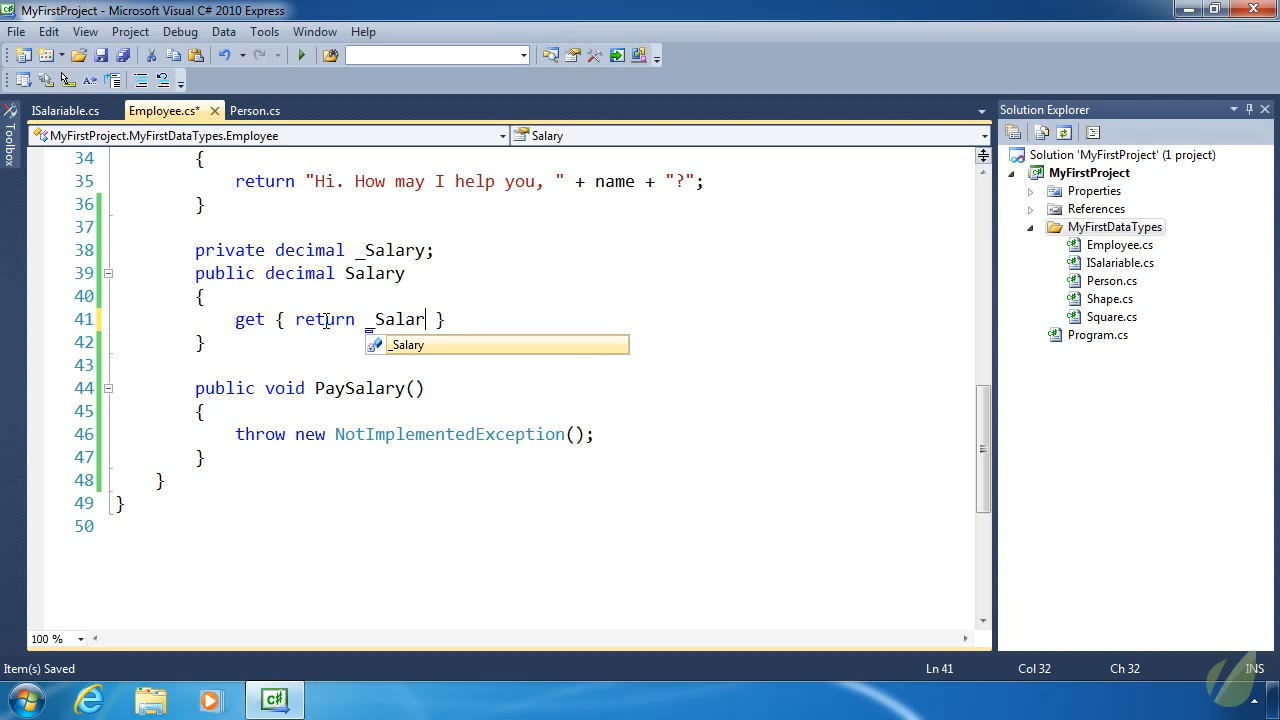 MyFirstProject - Microsoft Visual C# 2010 Express
File Edit View Project Debug Data Tools Window Help
Toolbox
ISalariable.cs Employee.cs* Person.cs
MyFirstProject.MyFirstDataTypes.Employee Salary
34 {
35 return "Hi. How may I help you, " + name + "?";
36 }
37
38 private decimal _Salary;
39 public decimal Salary
40 {
41 get { return _Salar }
_Salary
42 }
43
44 public void PaySalary()
45 {
46 throw new NotImplementedException();
47 }
48 }
49 }
50
100 %
Solution Explorer
Solution 'MyFirstProject' (1 project)
MyFirstProject
Properties
References
MyFirstDataTypes
Employee.cs
ISalariable.cs
Person.cs
Shape.cs
Square.cs
Program.cs
Item(s) Saved Ln 41 Col 32 Ch 32 INS
C#